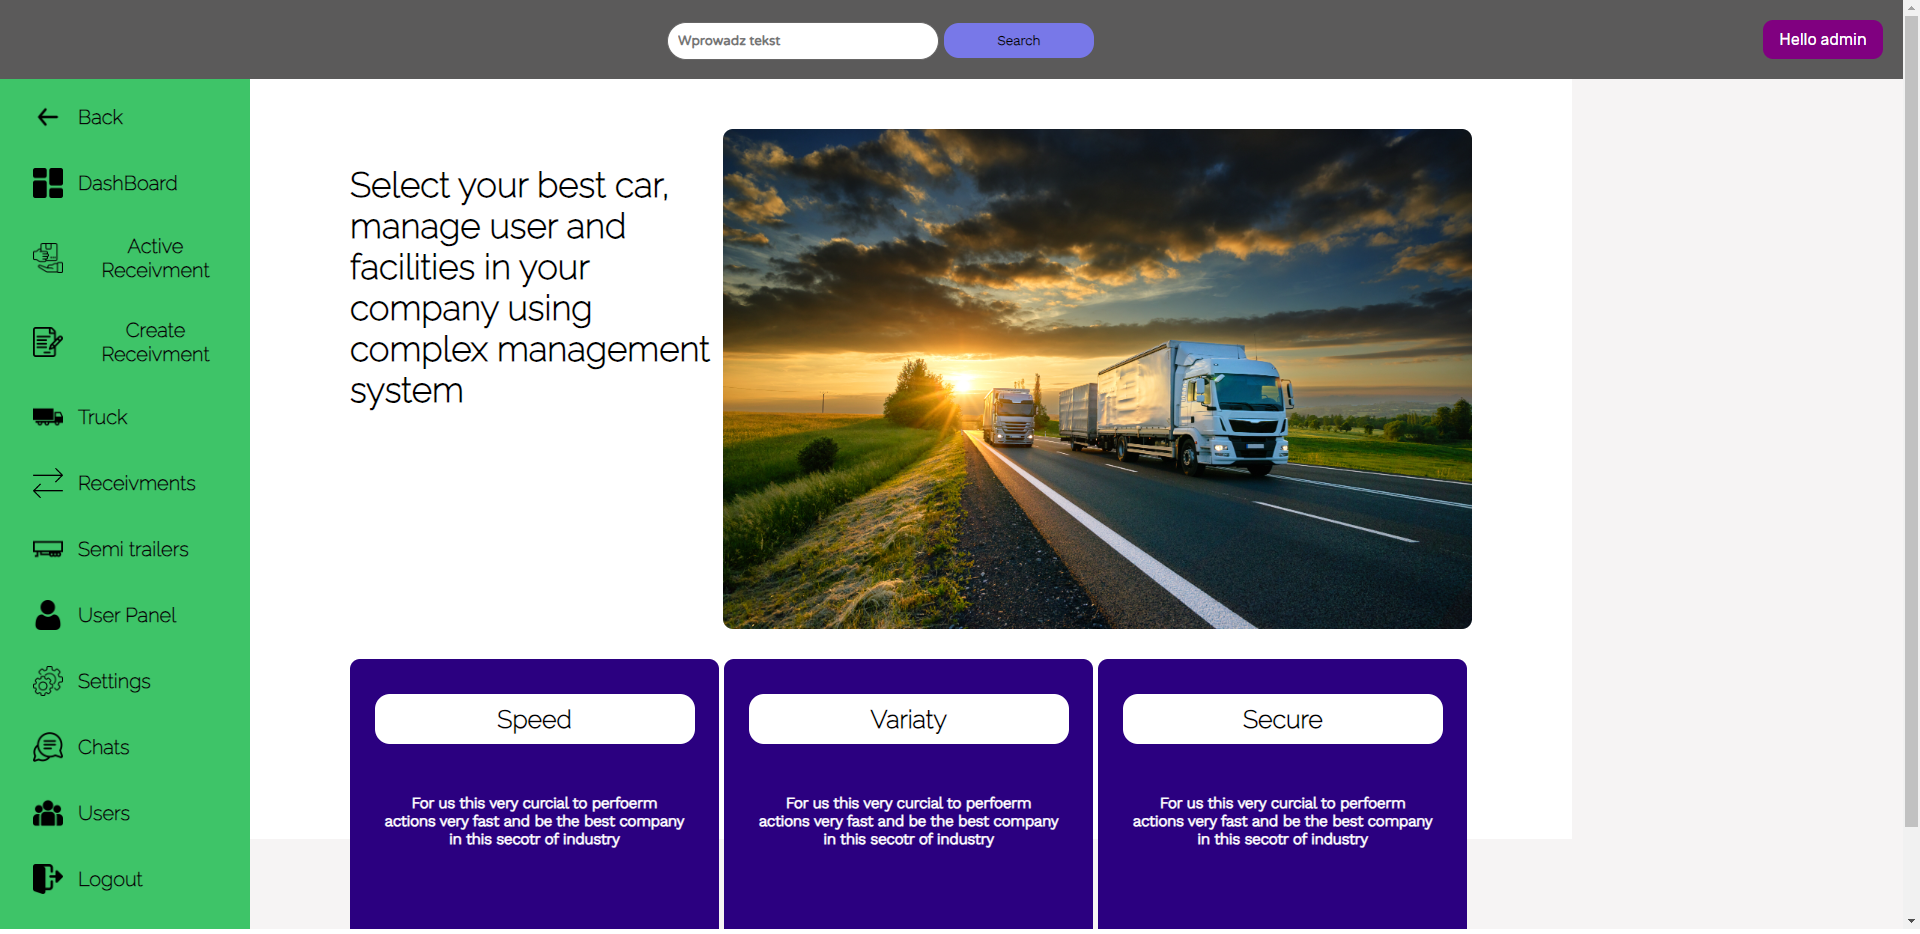 Wprowadz tekst
Search
Hello admin
Back
DashBoard
Active
Receivment
Create
Receivment
Truck
Receivments
Semi trailers
User Panel
Settings
Chats
Users
Logout
Select your best car,
manage user and
facilities in your
company using
complex management
system
Speed
For us this very curcial to perfoerm
actions very fast and be the best company
in this secotr of industry
Variaty
For us this very curcial to perfoerm
actions very fast and be the best company
in this secotr of industry
Secure
For us this very curcial to perfoerm
actions very fast and be the best company
in this secotr of industry